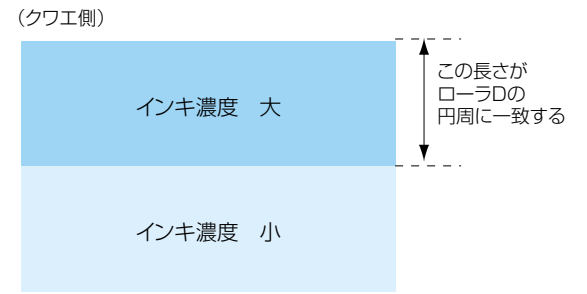 （クワエ側）
インキ濃度　大
この長さが
ローラDの
円周に一致する
インキ濃度　小